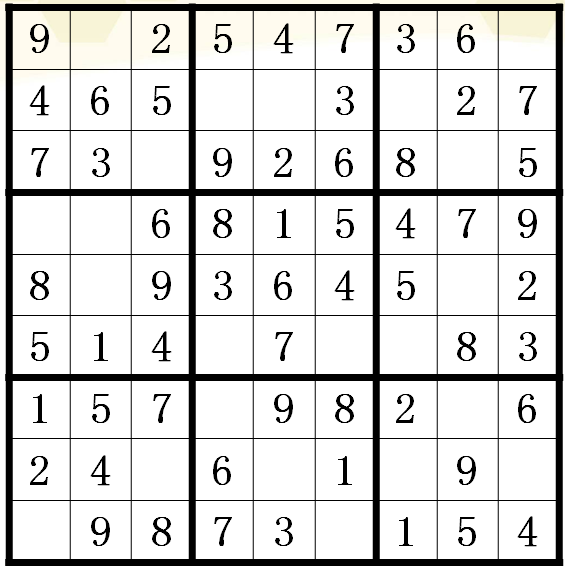 9 2 5 4 7 3 6
4 6 5 3 2 7
7 3 9 2 6 8 5
6 8 1 5 4 7 9
8 9 3 6 4 5 2
5 1 4 7 8 3
1 5 7 9 8 2 6
2 4 6 1 9
9 8 7 3 1 5 4